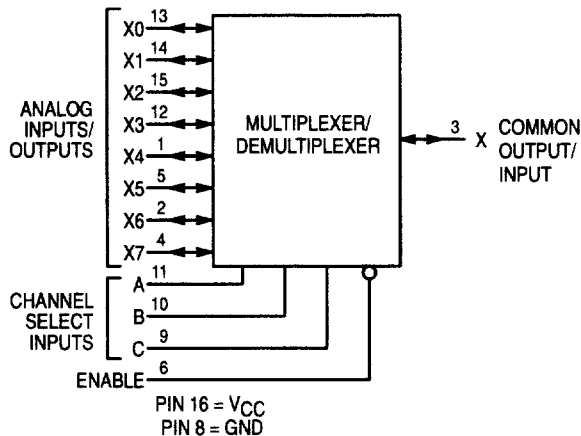 X0 13
X1 14
X2 15
X3 12
X4 1
X5 5
X6 2
X7 4
ANALOG
INPUTS/
OUTPUTS
MULTIPLEXER/
DEMULTIPLEXER
3 X COMMON
OUTPUT/
INPUT
CHANNEL
SELECT
INPUTS
A 11
B 10
C 9
ENABLE 6
PIN 16 = VCC
PIN 8 = GND